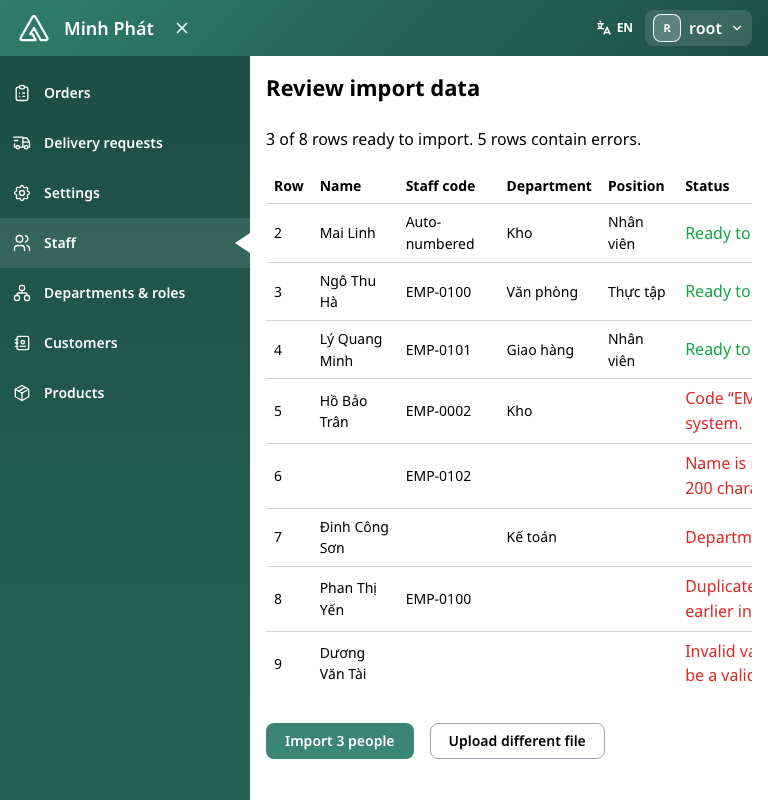 Minh Phát
EN
R
root
Orders
Delivery requests
Settings
Staff
Departments & roles
Customers
Products
Review import data
3 of 8 rows ready to import. 5 rows contain errors.
Row Name Staff code Department Position Status
2 Mai Linh Auto-numbered Kho Nhân viên Ready to
3 Ngô Thu Hà EMP-0100 Văn phòng Thực tập Ready to
4 Lý Quang Minh EMP-0101 Giao hàng Nhân viên Ready to
5 Hồ Bảo Trân EMP-0002 Kho Code “EM
system.
6 EMP-0102 Name is
200 chara
7 Đinh Công Sơn Kế toán Departm
8 Phan Thị Yến EMP-0100 Duplicate
earlier in
9 Dương Văn Tài Invalid va
be a valid
Import 3 people
Upload different file